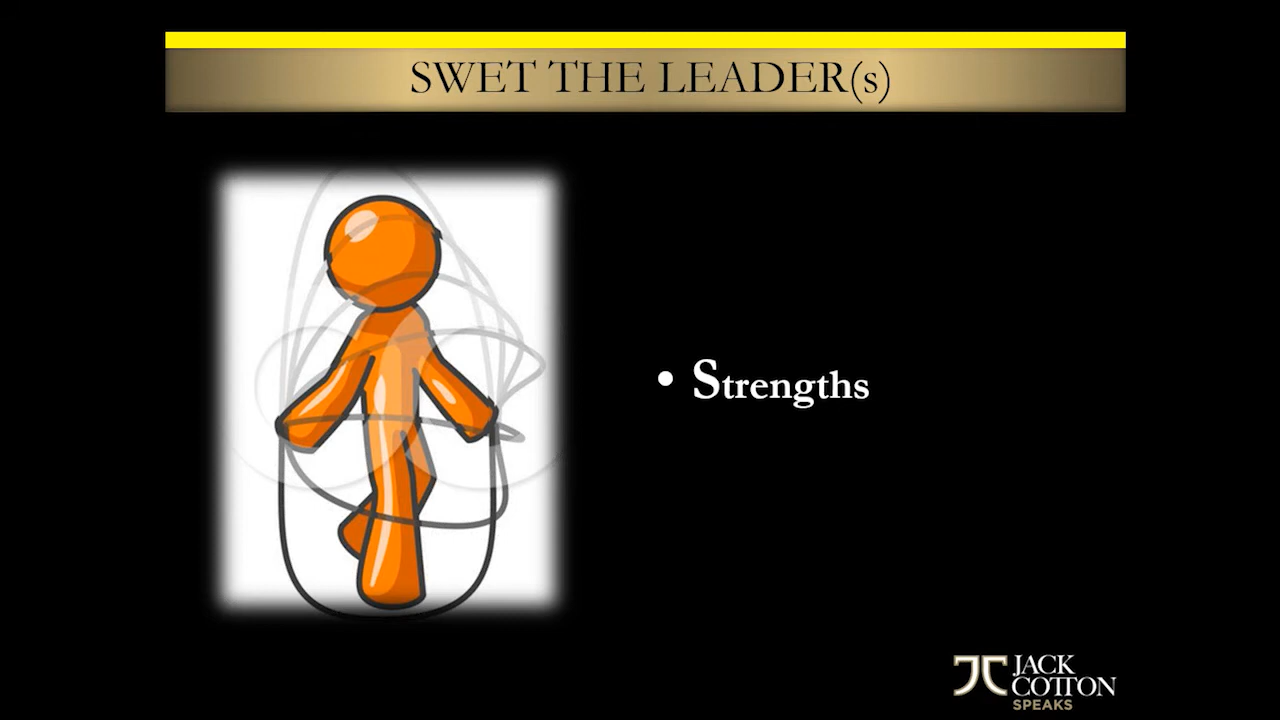 SWET THE LEADER(s)
• Strengths
JACK
COTTON
SPEAKS